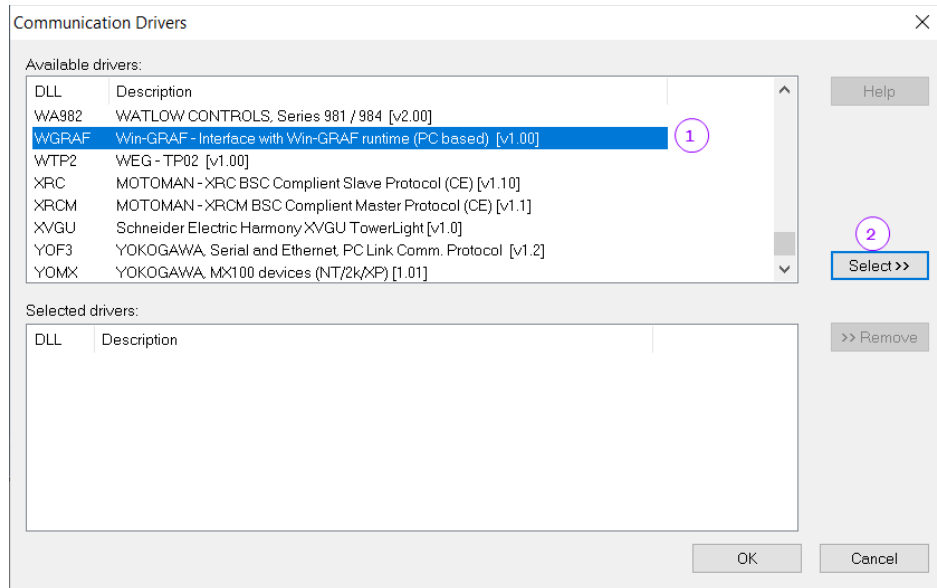 Communication Drivers
Available drivers:
DLL Description
WA982 WATLOW CONTROLS, Series 981 / 984 [v2.00]
WGRAF Win-GRAF - Interface with Win-GRAF runtime (PC based) [v1.00]
WTP2 WEG - TP02 [v1.00]
XRC MOTOMAN - XRC BSC Complient Slave Protocol (CE) [v1.10]
XRCM MOTOMAN - XRCM BSC Complient Master Protocol (CE) [v1.1]
XVGU Schneider Electric Harmony XVGU TowerLight [v1.0]
YOF3 YOKOGAWA, Serial and Ethernet, PC Link Comm. Protocol [v1.2]
YOMX YOKOGAWA, MX100 devices (NT/2k/XP) [1.01]
1
Help
2
Select >>
Selected drivers:
DLL Description
>> Remove
OK Cancel